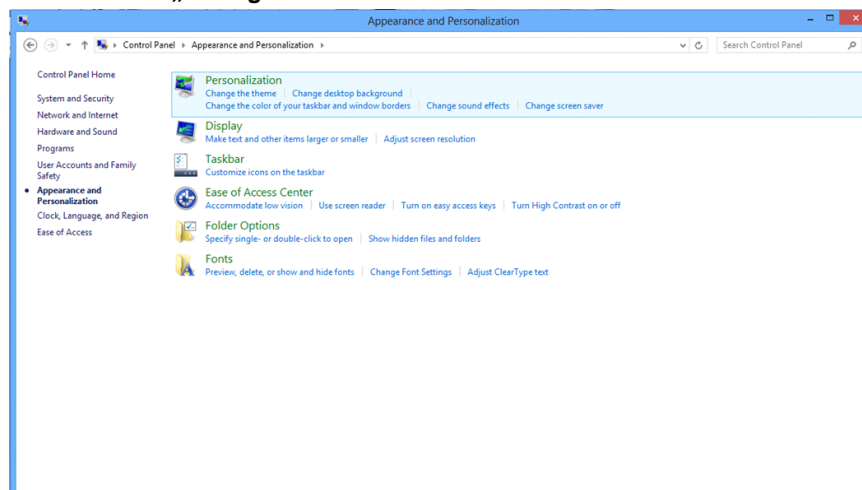 Appearance and Personalization
Control Panel Appearance and Personalization
Search Control Panel
Control Panel Home
System and Security
Network and Internet
Hardware and Sound
Programs
User Accounts and Family
Safety
Appearance and
Personalization
Clock, Language, and Region
Ease of Access
Personalization
Change the theme Change desktop background
Change the color of your taskbar and window borders Change sound effects Change screen saver
Display
Make text and other items larger or smaller Adjust screen resolution
Taskbar
Customize icons on the taskbar
Ease of Access Center
Accommodate low vision Use screen reader Turn on easy access keys Turn High Contrast on or off
Folder Options
Specify single- or double-click to open Show hidden files and folders
Fonts
Preview, delete, or show and hide fonts Change Font Settings Adjust ClearType text